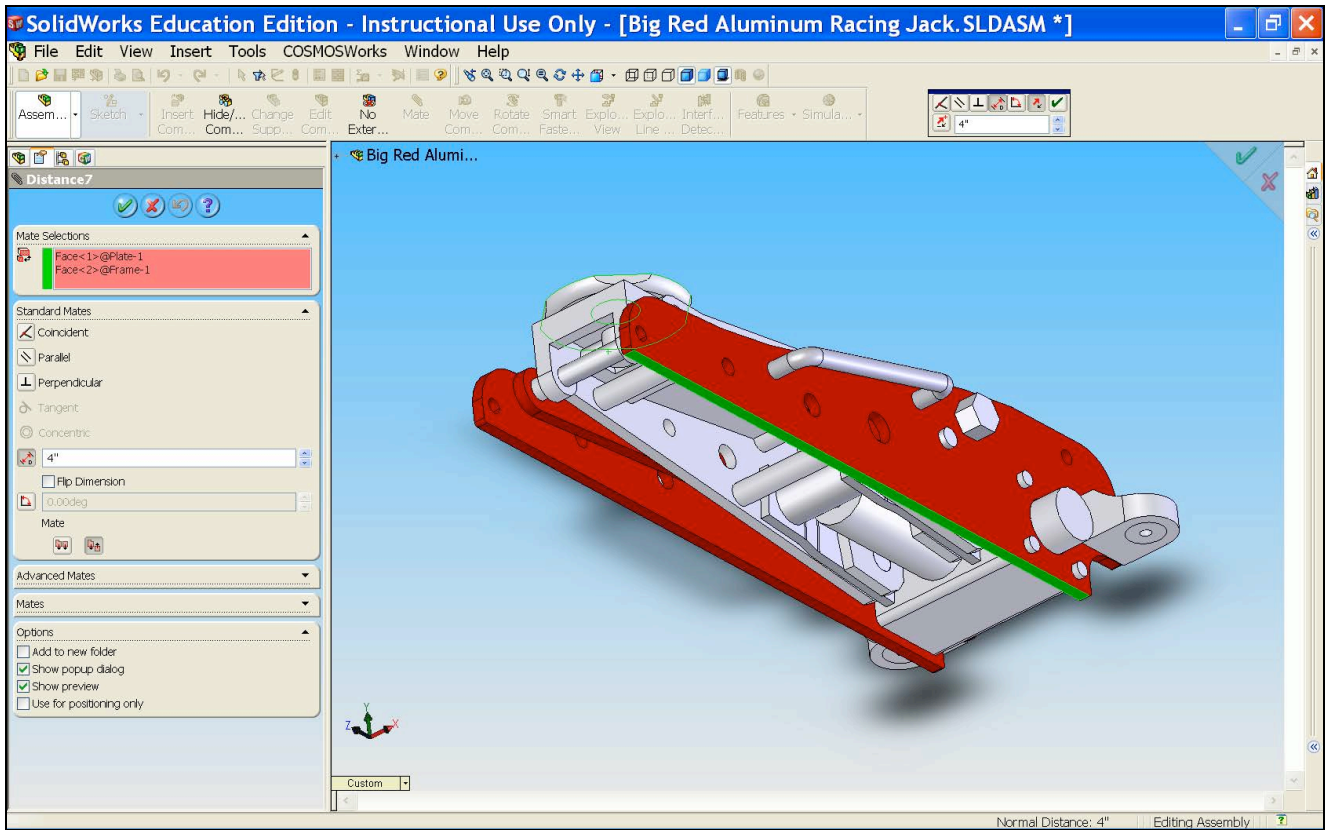 SolidWorks Education Edition - Instructional Use Only - [Big Red Aluminum Racing Jack.SLDASM *]
File Edit View Insert Tools COSMOSWorks Window Help
Assem... Sketch Insert Hide/... Change Edit No Mate Move Rotate Smart Explo... Explo... Interf... Features Simula...
Com... Com... Supp... Com... Exter... Com... Com... Faste... View Line ... Detec...
4"
Big Red Alumi...
Distance7
Mate Selections
Face<1>@Plate-1
Face<2>@Frame-1
Standard Mates
Coincident
Parallel
Perpendicular
Tangent
Concentric
4"
Flip Dimension
0.00deg
Mate
Advanced Mates
Mates
Options
Add to new folder
Show popup dialog
Show preview
Use for positioning only
Y
Z X
Custom
Normal Distance: 4" Editing Assembly